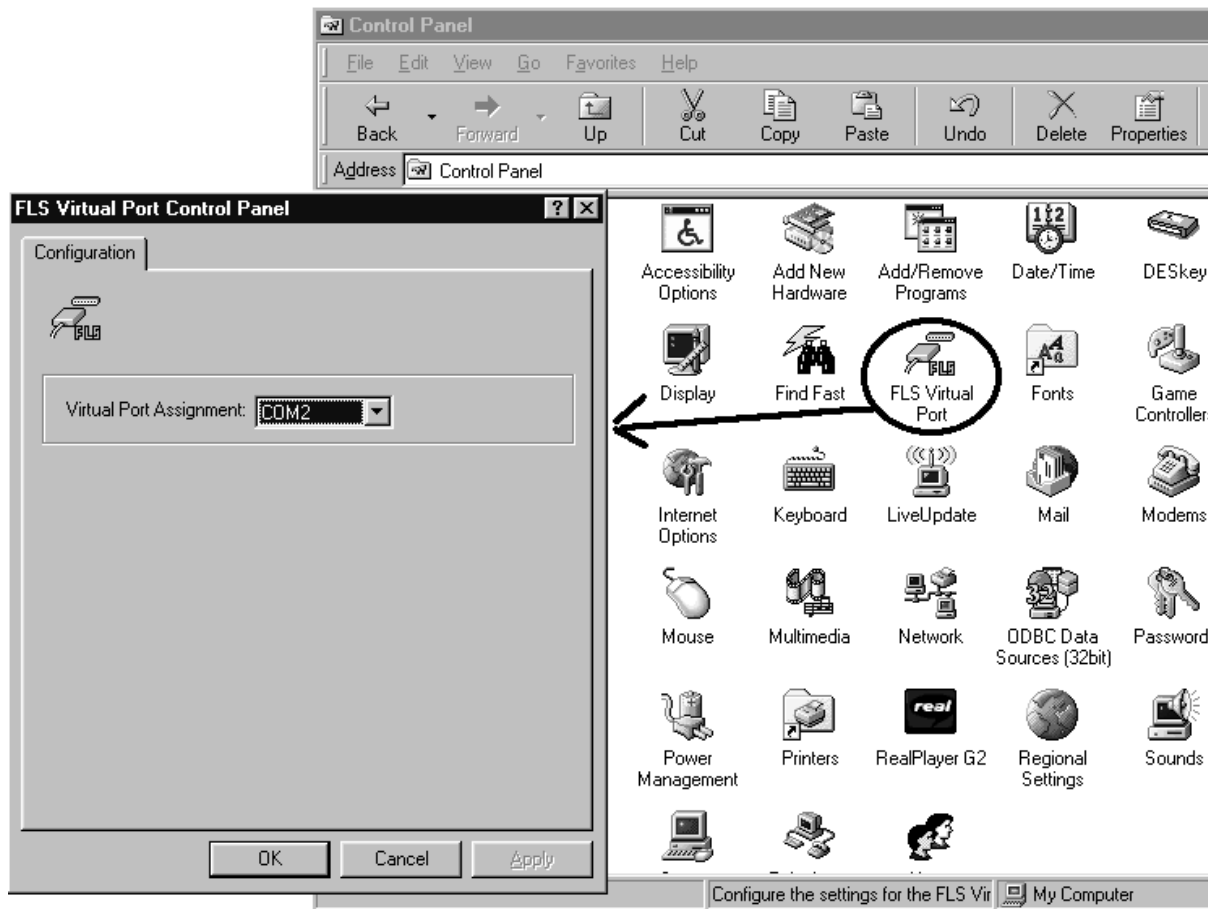 Control Panel
File Edit View Go Favorites Help
Back Forward Up Cut Copy Paste Undo Delete Properties
Address Control Panel
FLS Virtual Port Control Panel
Configuration
FLS
Virtual Port Assignment: COM2
OK Cancel Apply
Accessibility Options
Add New Hardware
Add/Remove Programs
Date/Time
DESkey
Display
Find Fast
FLS
FLS Virtual Port
Fonts
Game
Controller
Internet Options
Keyboard
LiveUpdate
Mail
Modems
Mouse
Multimedia
Network
32
ODBC Data Sources (32bit)
Password
Power Management
Printers
real
RealPlayer G2
Regional Settings
Sounds
Configure the settings for the FLS Vir
My Computer